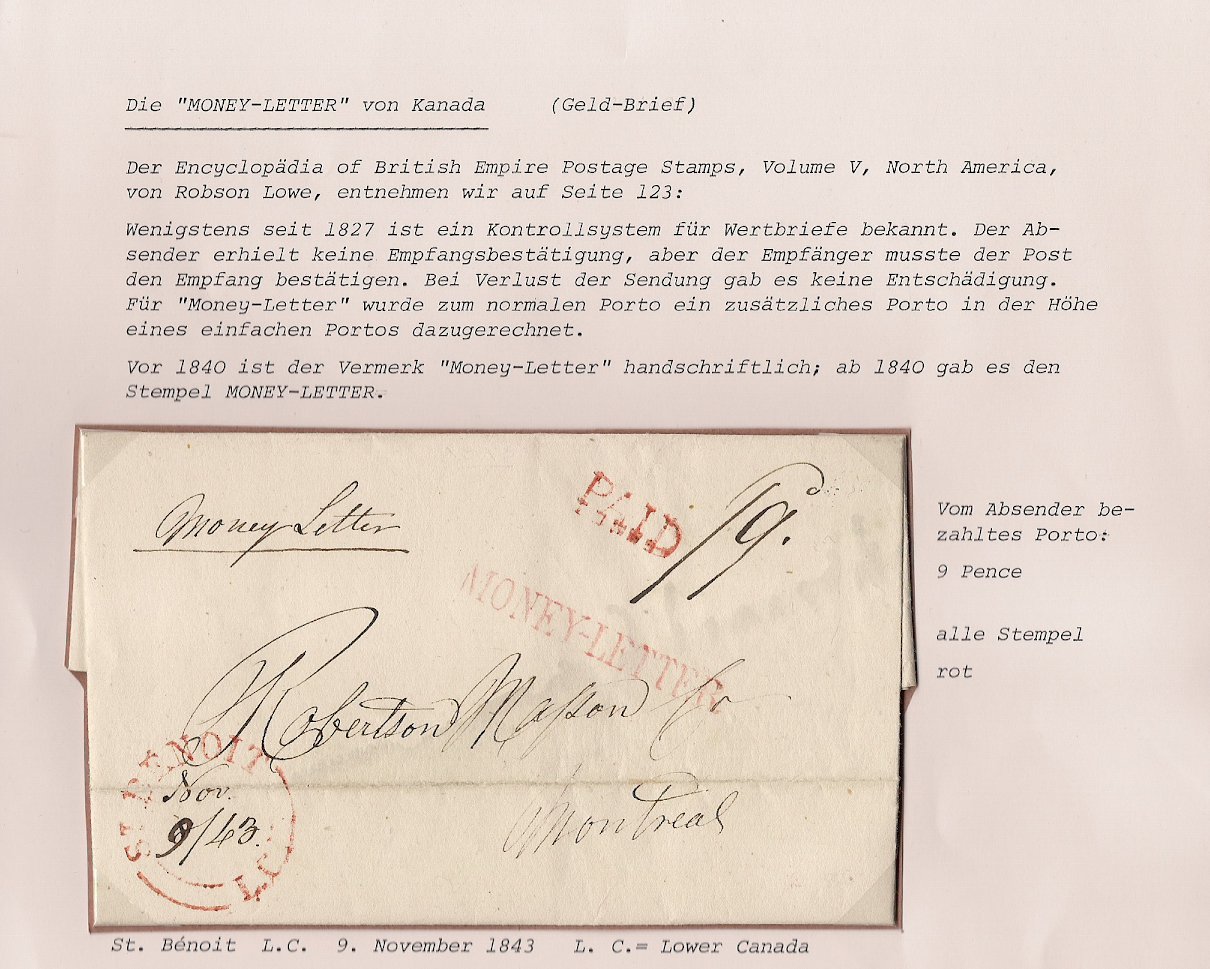 Die "MONEY-LETTER" von Kanada (Geld-Brief)
Der Encyclopädia of British Empire Postage Stamps, Volume V, North America,
von Robson Lowe, entnehmen wir auf Seite 123:
Wenigstens seit 1827 ist ein Kontrollsystem für Wertbriefe bekannt. Der Ab-
sender erhielt keine Empfangsbestätigung, aber der Empfänger musste der Post
den Empfang bestätigen. Bei Verlust der Sendung gab es keine Entschädigung.
Für "Money-Letter" wurde zum normalen Porto ein zusätzliches Porto in der Höhe
eines einfachen Portos dazugerechnet.
Vor 1840 ist der Vermerk "Money-Letter" handschriftlich; ab 1840 gab es den
Stempel MONEY-LETTER.
Money Letter
PAID
/9.
MONEY-LETTER
Robertson Masson Co
Montreal
ST. BÉNOIT
Nov.
9/43.
L.C.
Vom Absender be-
zahltes Porto:
9 Pence
alle Stempel
rot
St. Bénoit L.C. 9. November 1843 L. C.= Lower Canada